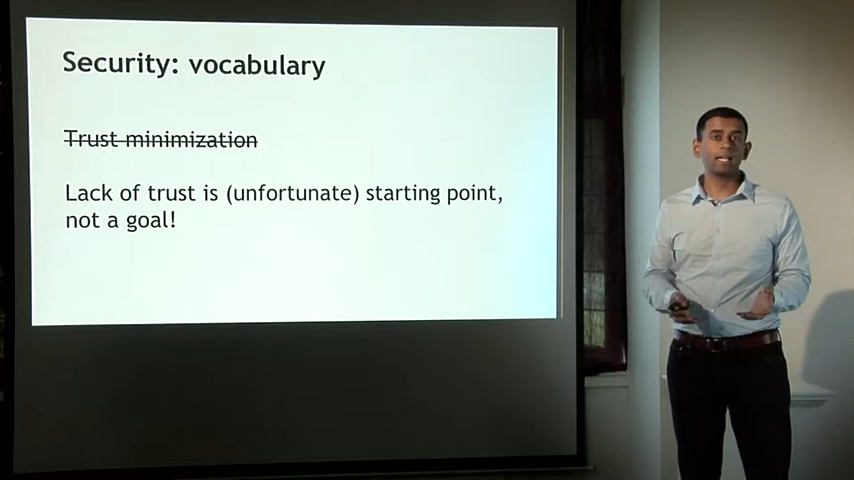 Security: vocabulary
Trust minimization
Lack of trust is (unfortunate) starting point,
not a goal!